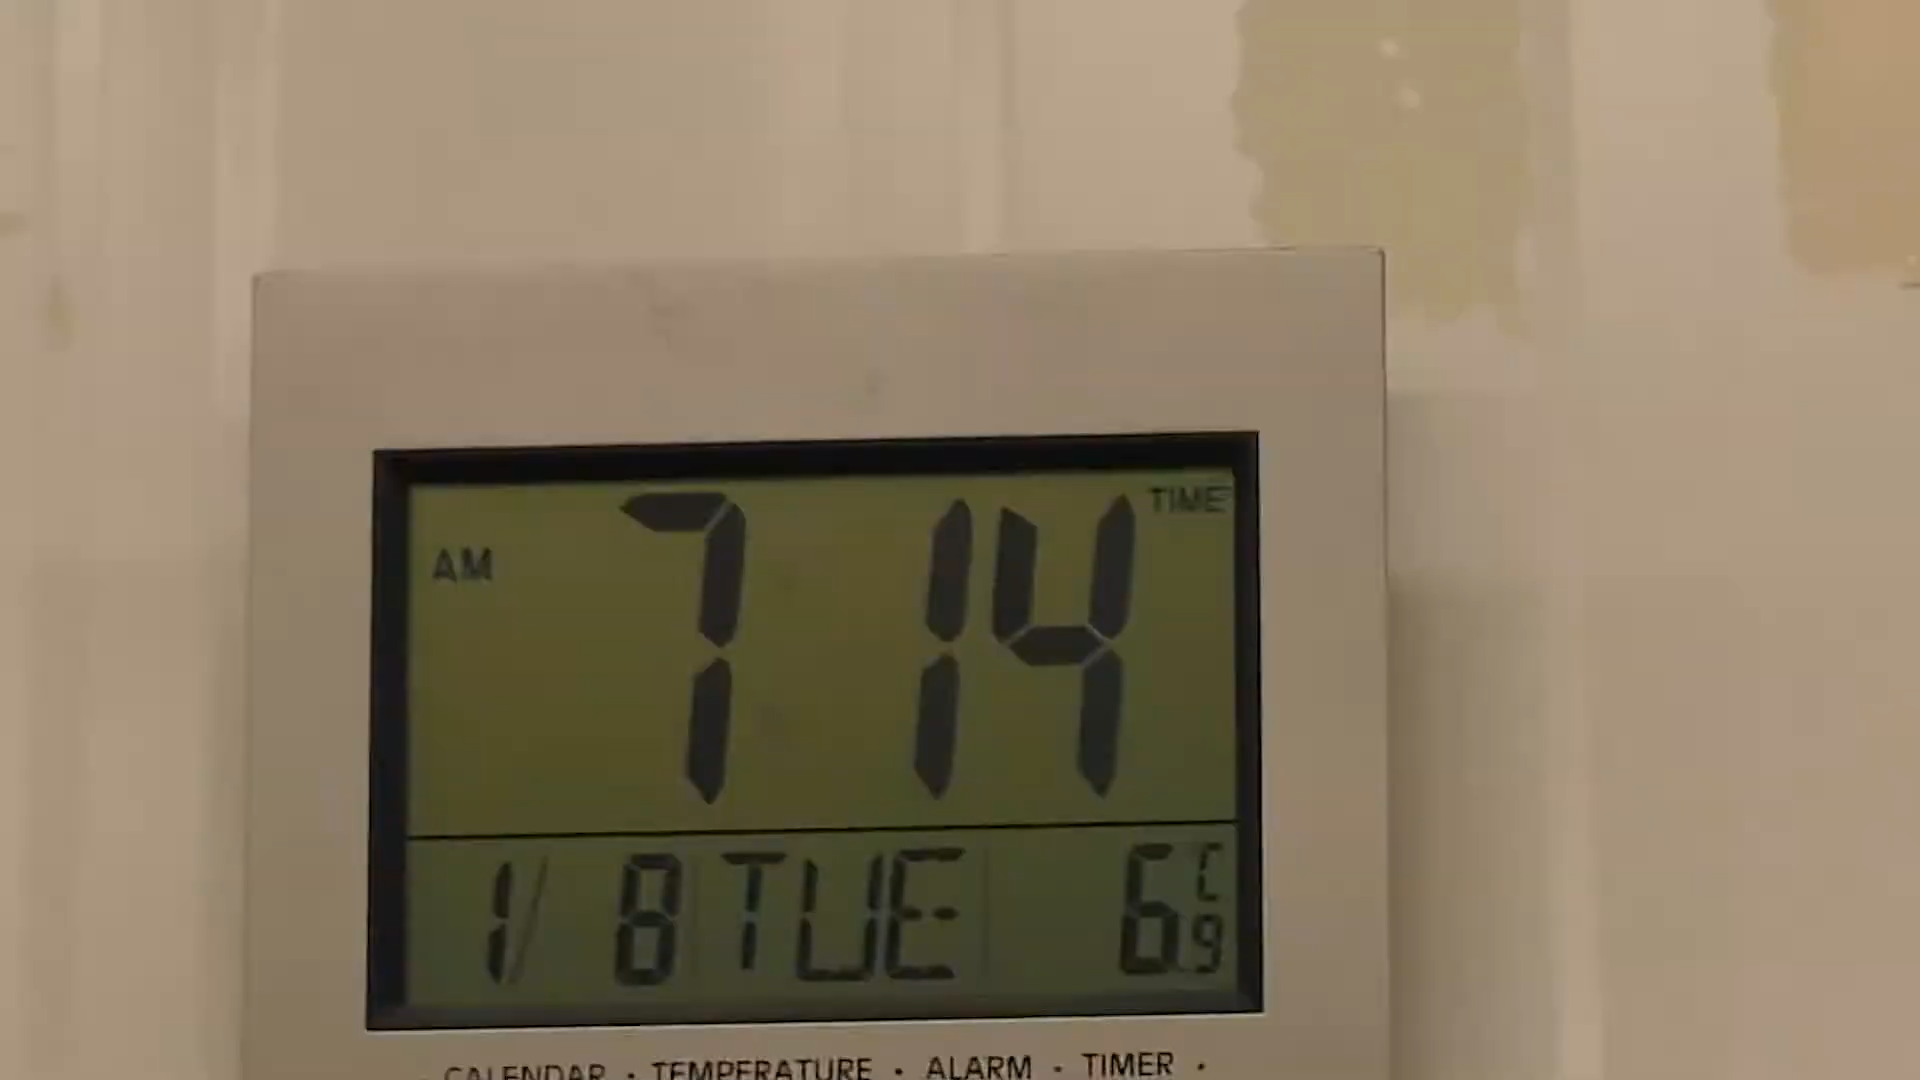 TIME
AM 7 14
1/ 8 TUE 6.9 C
CALENDAR · TEMPERATURE · ALARM · TIMER ·